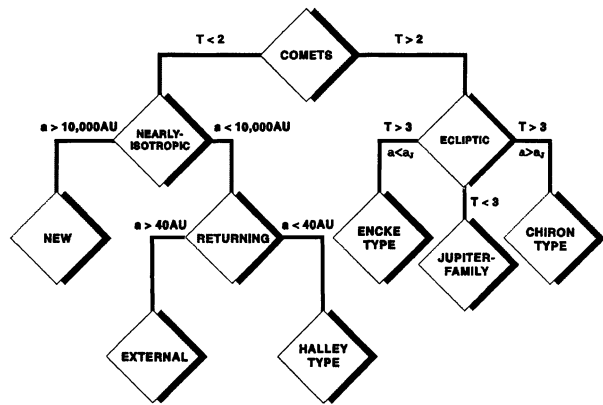 T < 2
COMETS
T > 2
a > 10,000AU
NEARLY-
ISOTROPIC
a < 10,000AU
T > 3
a<aJ
ECLIPTIC
T > 3
a>aJ
NEW
a > 40AU
RETURNING
a < 40AU
ENCKE
TYPE
T < 3
JUPITER-
FAMILY
CHIRON
TYPE
EXTERNAL
HALLEY
TYPE